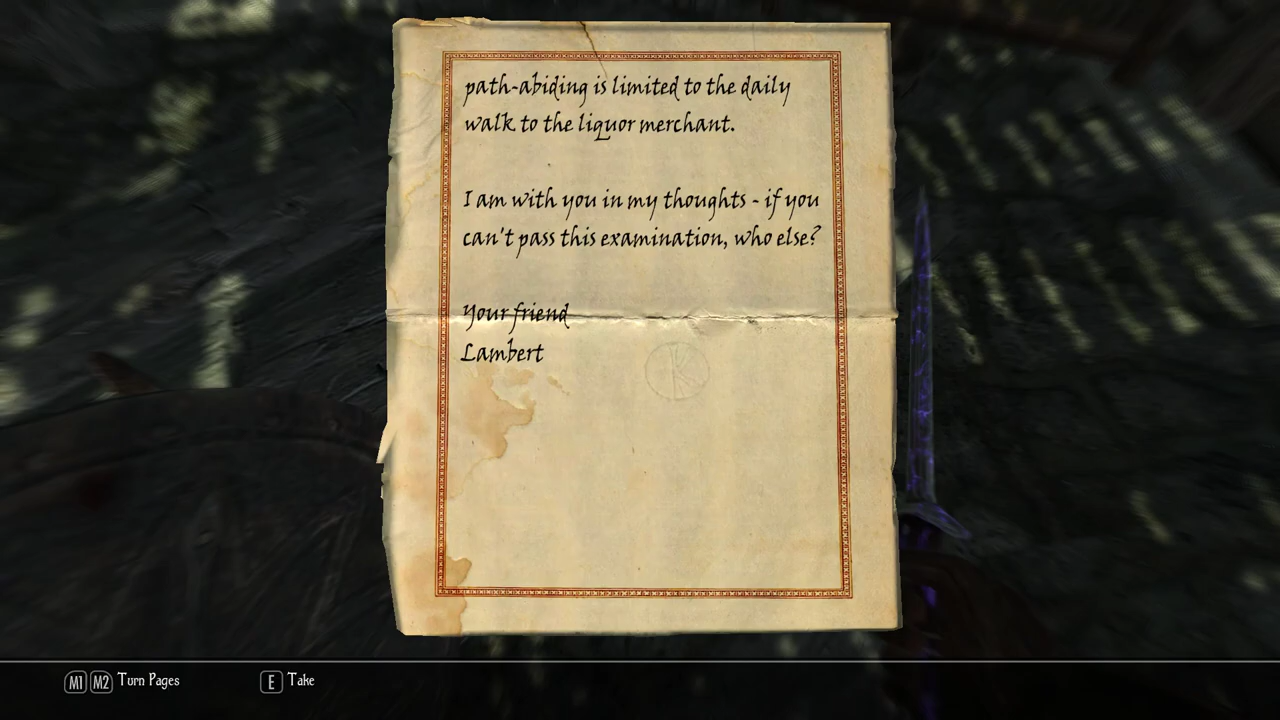 path-abiding is limited to the daily
walk to the liquor merchant.
I am with you in my thoughts - if you
can't pass this examination, who else?
Your friend
Lambert
K
M1 M2 Turn Pages
E Take